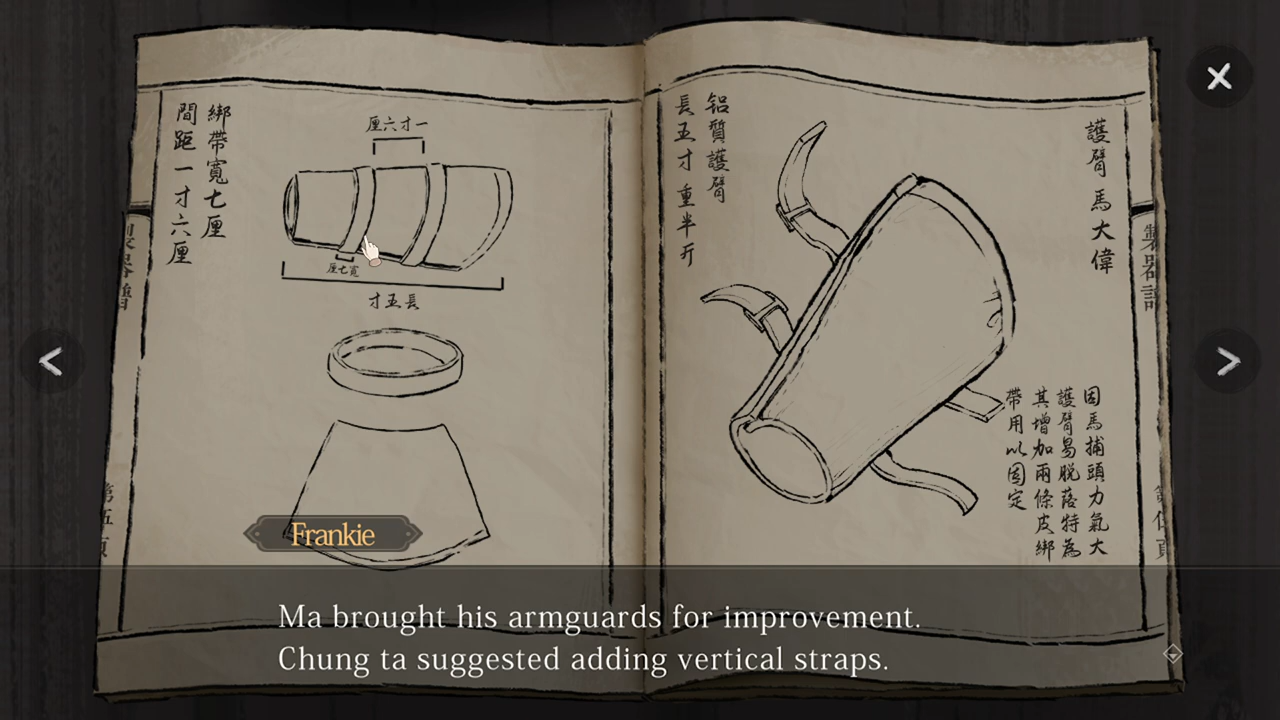 護臂 馬大偉
因馬捕頭力氣大
護臂易脫落特為
其增加兩條皮綁
帶用以固定
鋁質護臂
長五寸重半斤
綁帶寬七厘
間距一寸六厘
一寸六厘
寬七厘
長五寸
Frankie
Ma brought his armguards for improvement.
Chung ta suggested adding vertical straps.